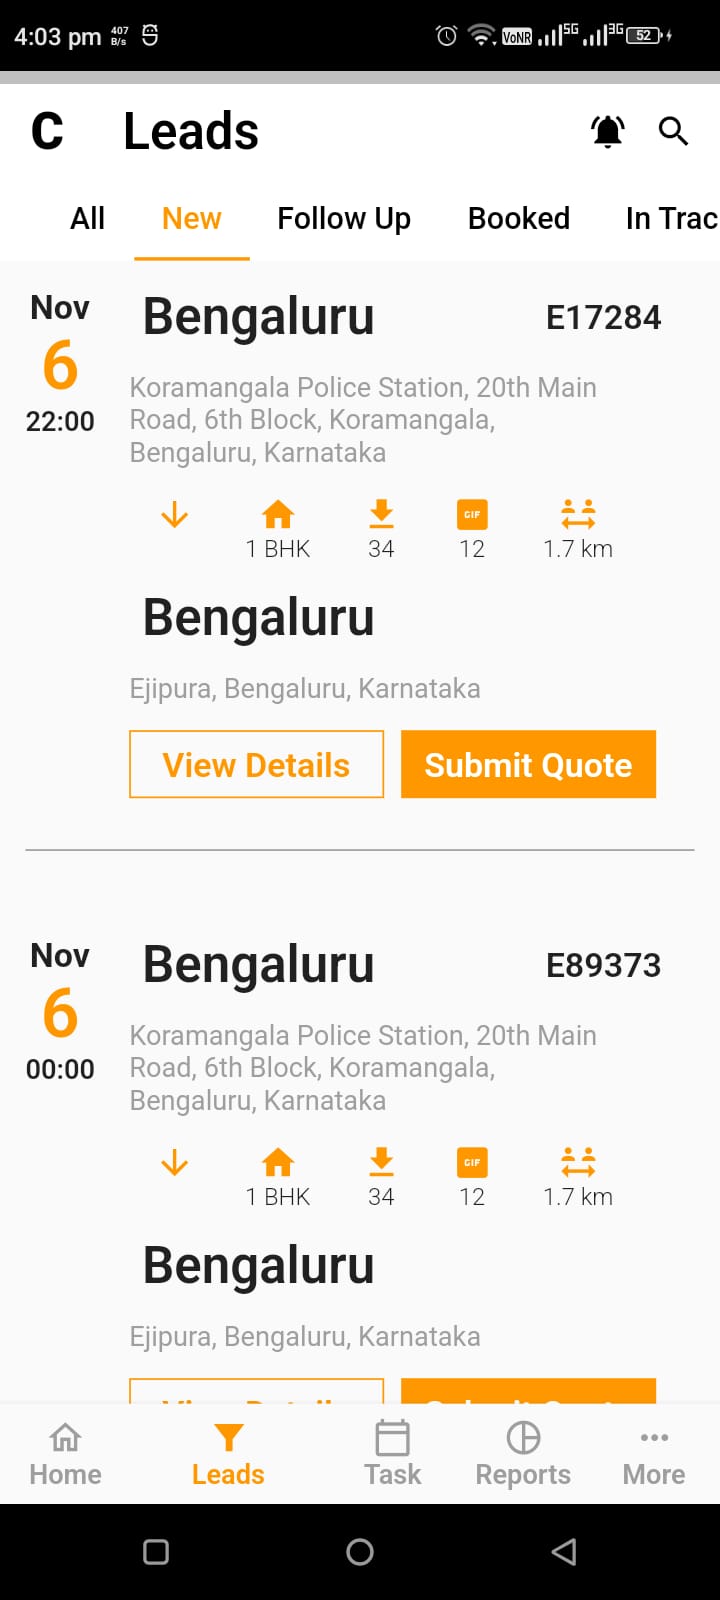 4:03 pm 407 B/s VoNR 5G 3G 52
C Leads
All New Follow Up Booked In Trac
Nov Bengaluru E17284
6
22:00
Koramangala Police Station, 20th Main
Road, 6th Block, Koramangala,
Bengaluru, Karnataka
GIF
1 BHK 34 12 1.7 km
Bengaluru
Ejipura, Bengaluru, Karnataka
View Details Submit Quote
Nov Bengaluru E89373
6
00:00
Koramangala Police Station, 20th Main
Road, 6th Block, Koramangala,
Bengaluru, Karnataka
GIF
1 BHK 34 12 1.7 km
Bengaluru
Ejipura, Bengaluru, Karnataka
View Details Submit Quote
Home Leads Task Reports More